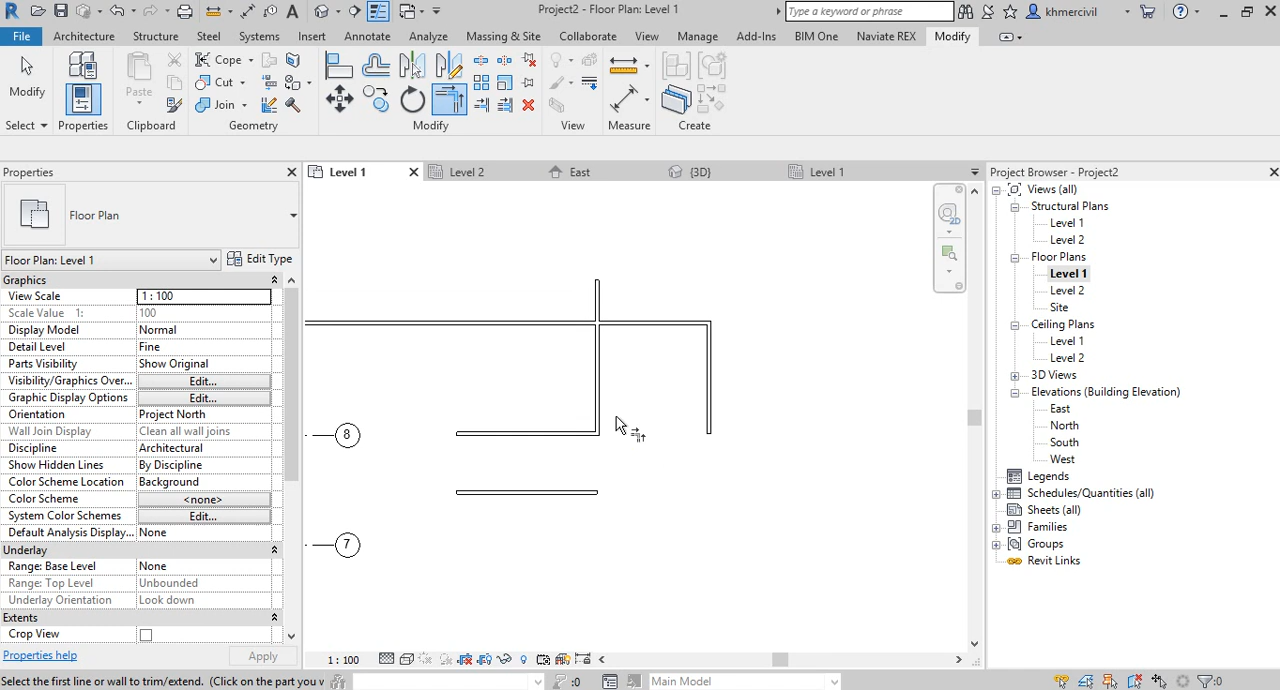 Project2 - Floor Plan: Level 1
Type a keyword or phrase
khmercivil
File Architecture Structure Steel Systems Insert Annotate Analyze Massing & Site Collaborate View Manage Add-Ins BIM One Naviate REX Modify
Modify
Paste
Cope
Cut
Join
Select Properties Clipboard Geometry Modify View Measure Create
Properties
Level 1 Level 2 East {3D} Level 1
Project Browser - Project2
Floor Plan
Floor Plan: Level 1 Edit Type
Graphics
View Scale 1 : 100
Scale Value 1: 100
Display Model Normal
Detail Level Fine
Parts Visibility Show Original
Visibility/Graphics Over... Edit...
Graphic Display Options Edit...
Orientation Project North
Wall Join Display Clean all wall joins
Discipline Architectural
Show Hidden Lines By Discipline
Color Scheme Location Background
Color Scheme <none>
System Color Schemes Edit...
Default Analysis Display... None
Underlay
Range: Base Level None
Range: Top Level Unbounded
Underlay Orientation Look down
Extents
Crop View
Properties help Apply
8
7
2D
Views (all)
Structural Plans
Level 1
Level 2
Floor Plans
Level 1
Level 2
Site
Ceiling Plans
Level 1
Level 2
3D Views
Elevations (Building Elevation)
East
North
South
West
Legends
Schedules/Quantities (all)
Sheets (all)
Families
Groups
Revit Links
1 : 100
Select the first line or wall to trim/extend. (Click on the part you v
:0
Main Model
:0